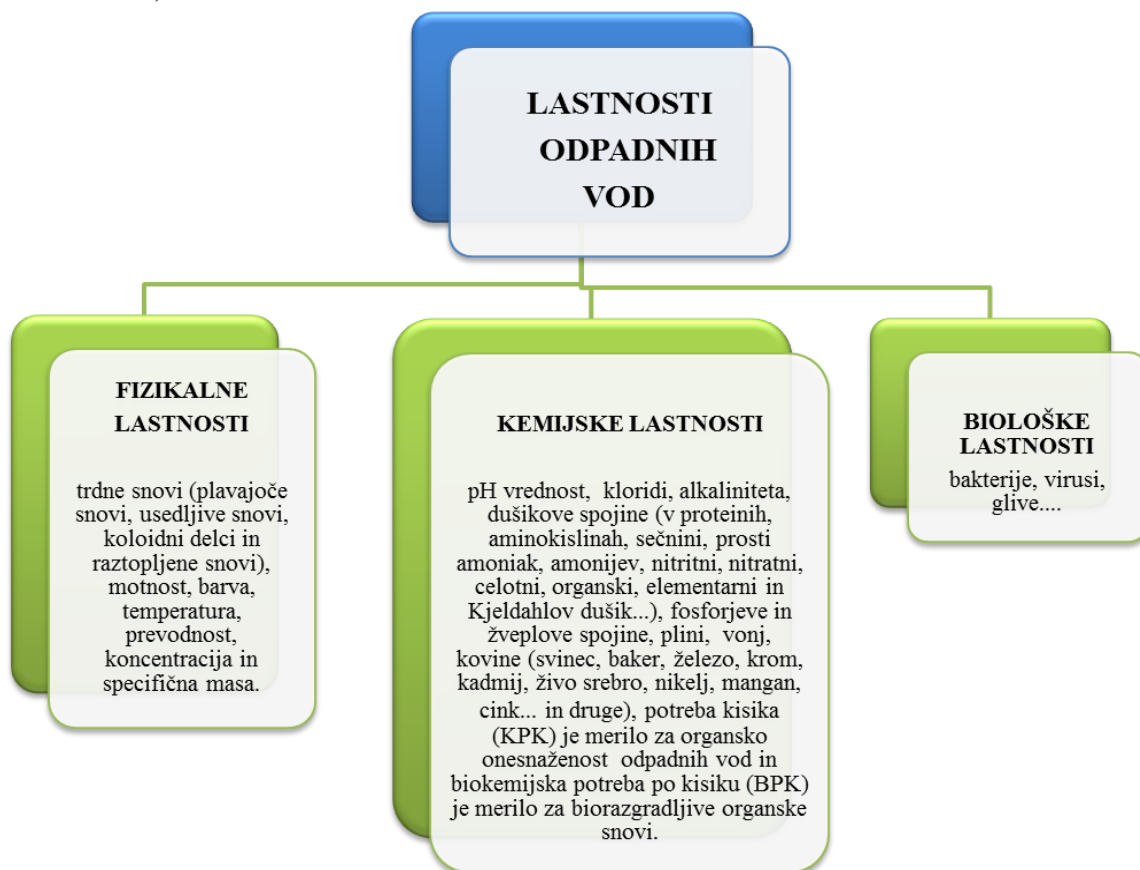 LASTNOSTI
ODPADNIH
VOD
FIZIKALNE
LASTNOSTI
trdne snovi (plavajoče
snovi, usedljive snovi,
koloidni delci in
raztopljene snovi),
motnost, barva,
temperatura,
prevodnost,
koncentracija in
specifična masa.
KEMIJSKE LASTNOSTI
pH vrednost, kloridi, alkaliniteta,
dušikove spojine (v proteinih,
aminokislinah, sečnini, prosti
amoniak, amonijev, nitritni, nitratni,
celotni, organski, elementarni in
Kjeldahlov dušik...), fosforjeve in
žveplove spojine, plini, vonj,
kovine (svinec, baker, železo, krom,
kadmij, živo srebro, nikelj, mangan,
cink... in druge), potreba kisika
(KPK) je merilo za organsko
onesnaženost odpadnih vod in
biokemijska potreba po kisiku (BPK)
je merilo za biorazgradljive organske
snovi.
BIOLOŠKE
LASTNOSTI
bakterije, virusi,
glive....